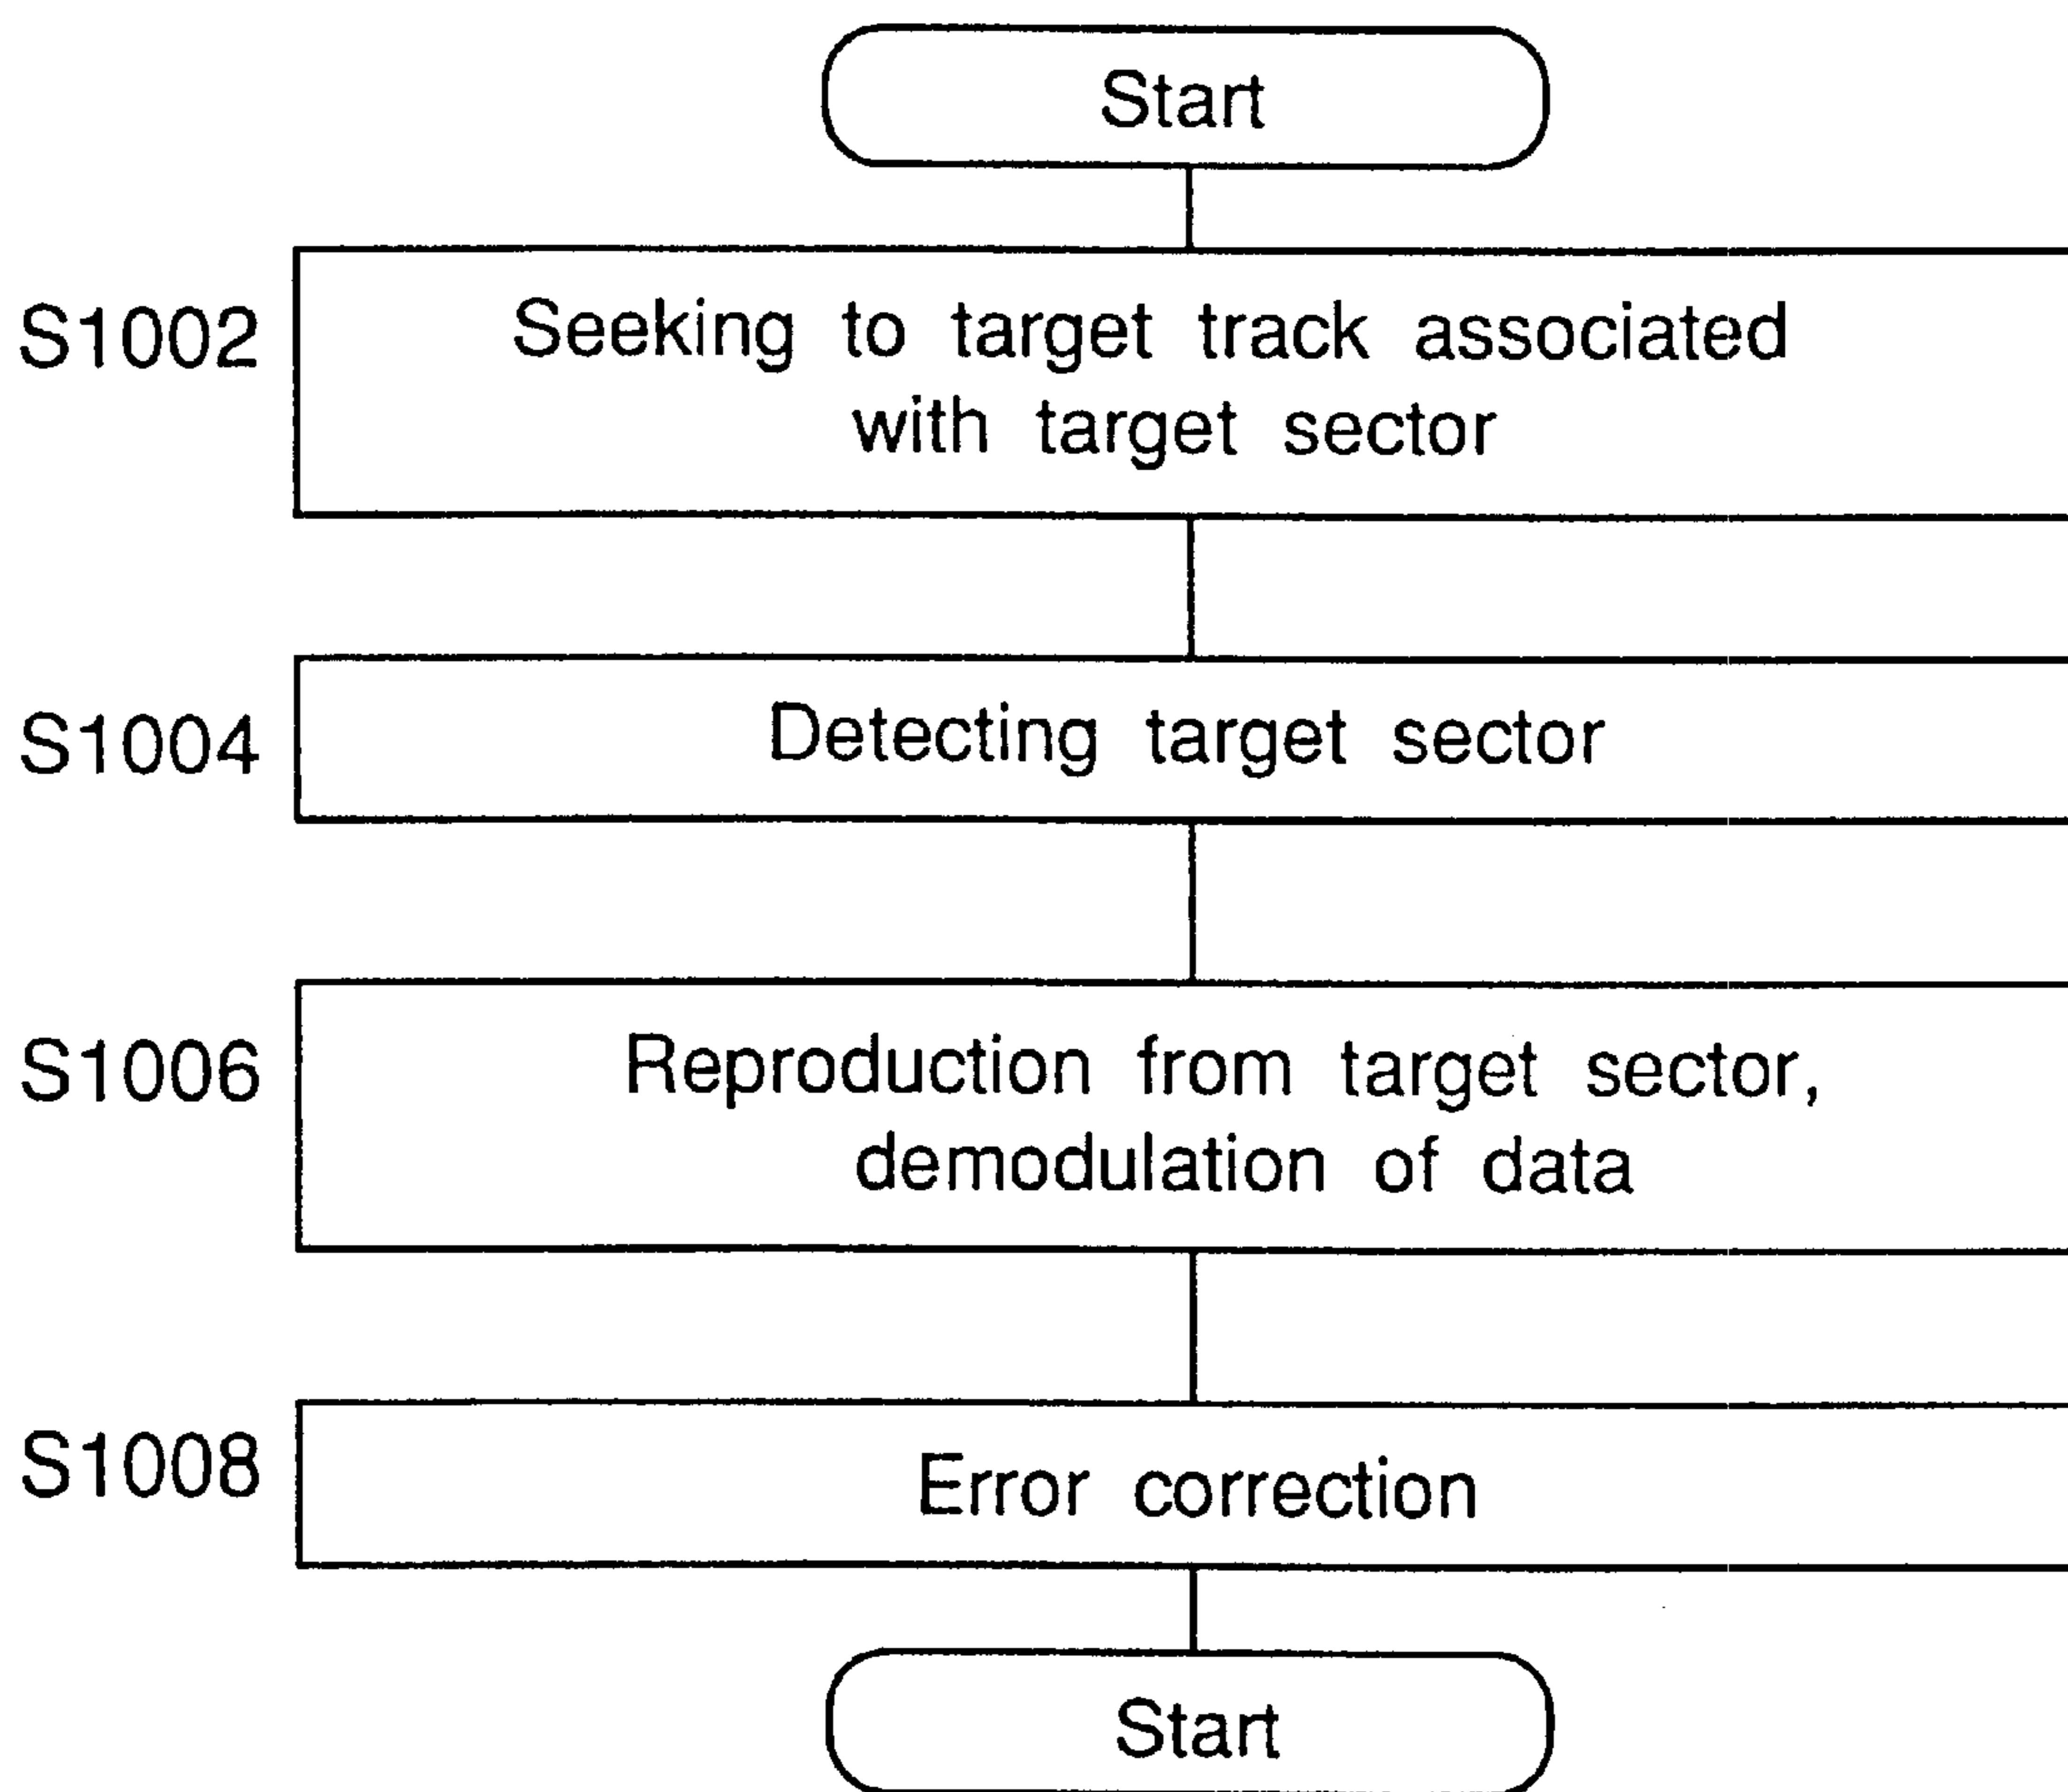 Start
S1002
Seeking to target track associated
with target sector
S1004
Detecting target sector
S1006
Reproduction from target sector,
demodulation of data
S1008
Error correction
Start